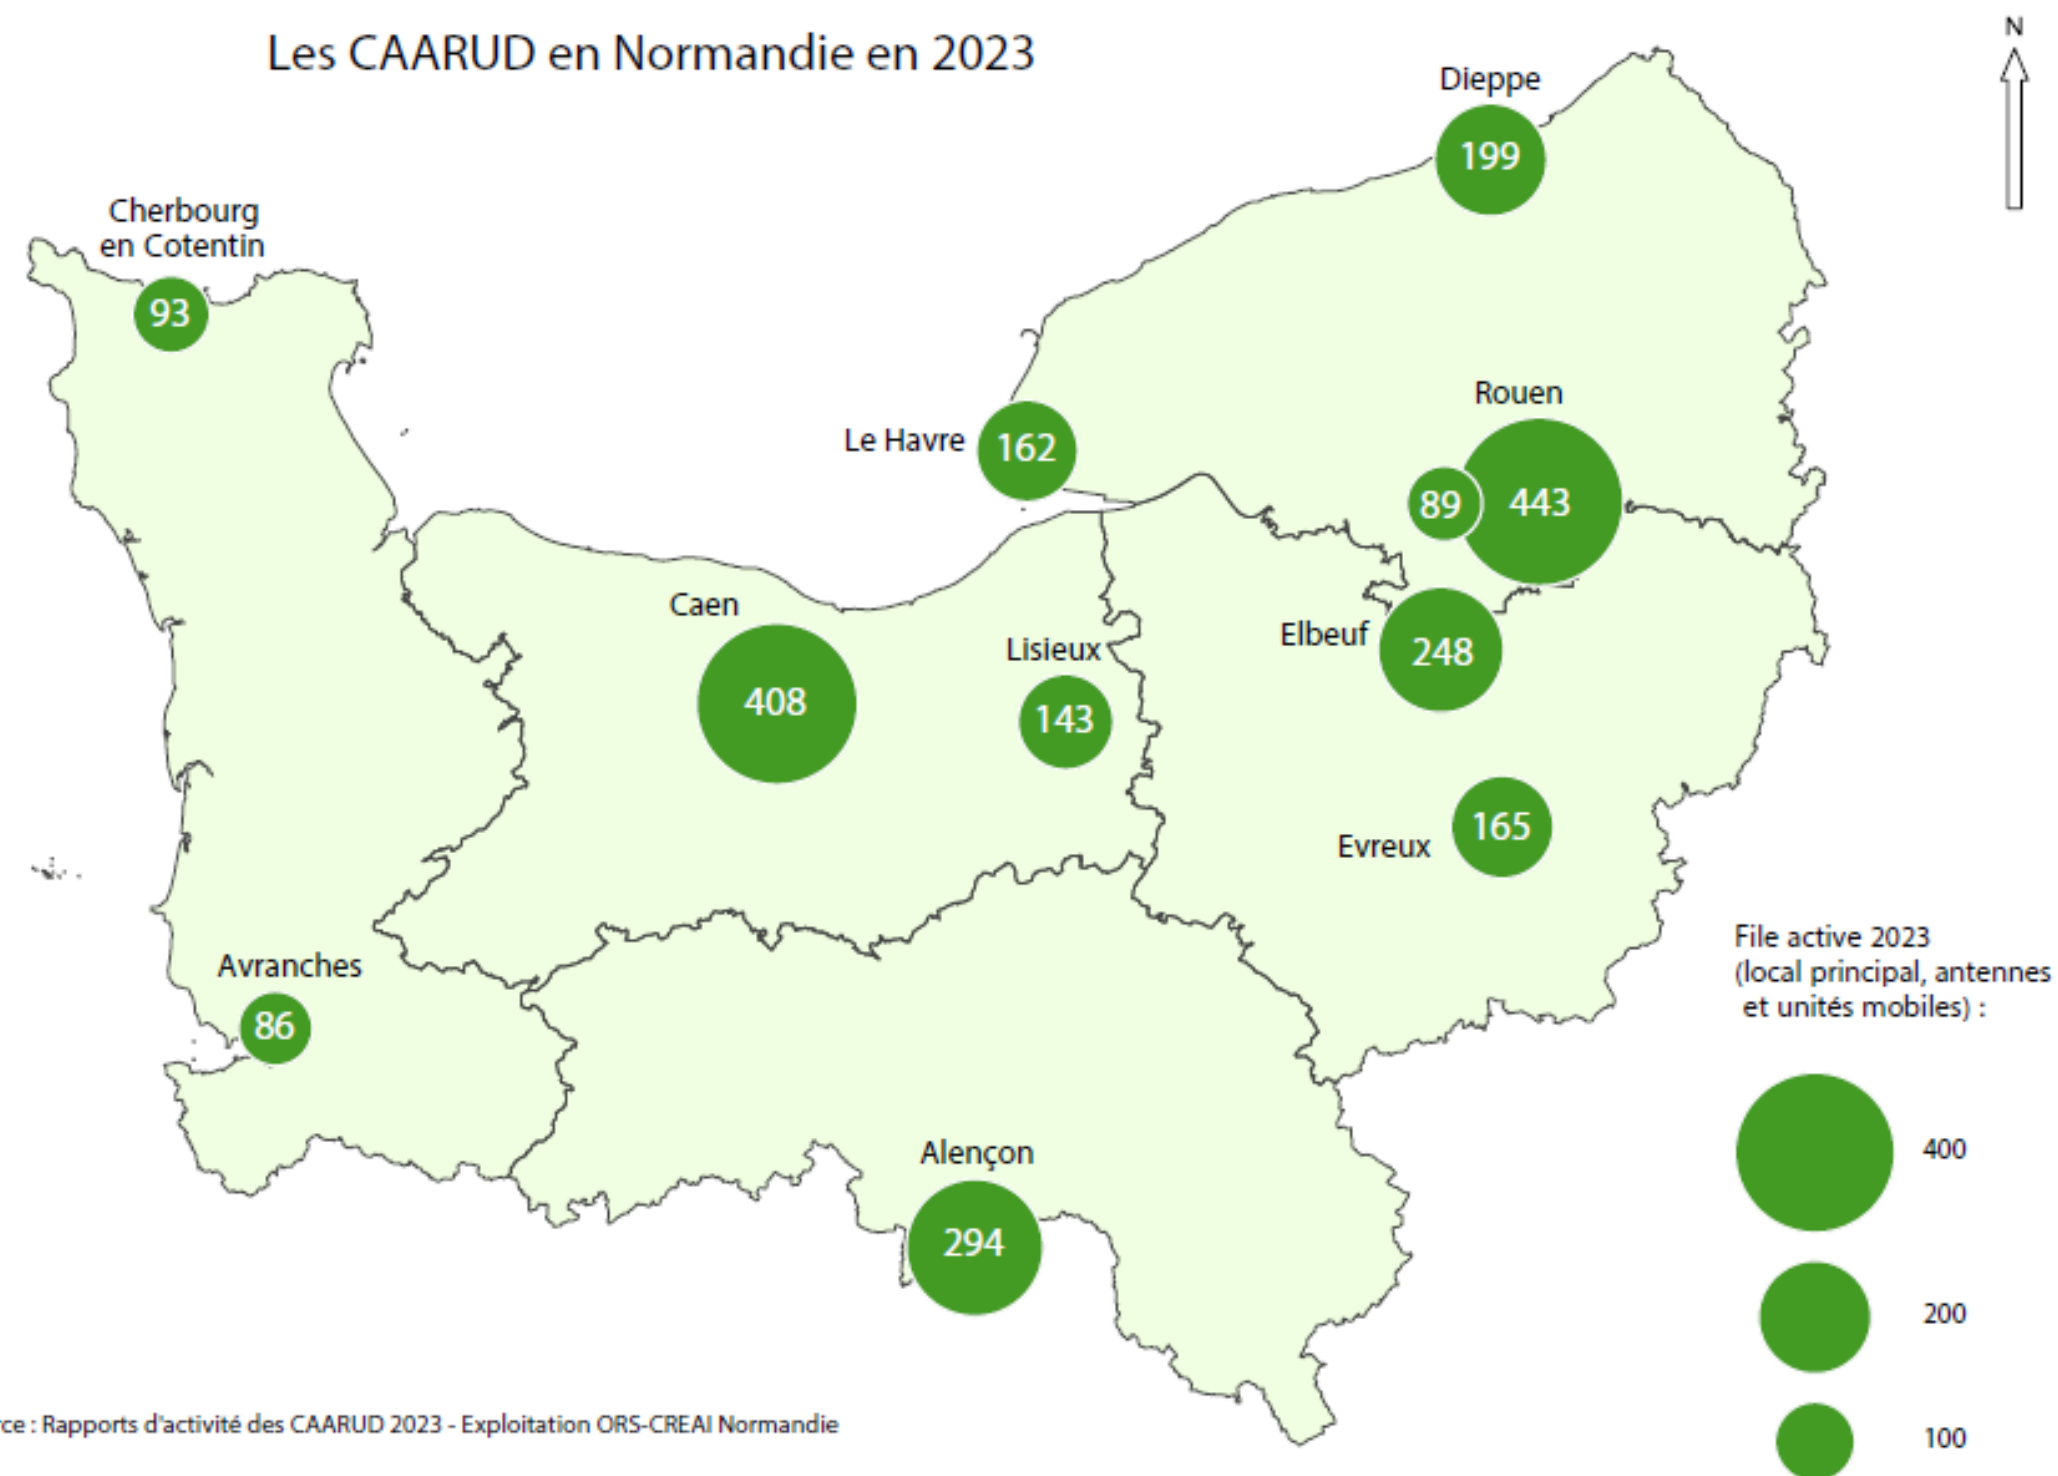 Les CAARUD en Normandie en 2023
N
Dieppe
199
Cherbourg
en Cotentin
93
Rouen
Le Havre
162
89
443
Caen
408
Lisieux
143
Elbeuf
248
Evreux
165
Avranches
86
Alençon
294
File active 2023
(local principal, antennes
et unités mobiles) :
400
200
100
rce : Rapports d'activité des CAARUD 2023 - Exploitation ORS-CREAI Normandie